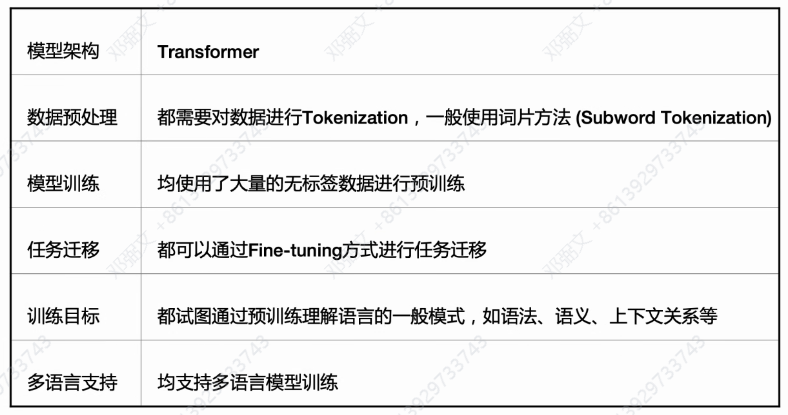 模型架构 Transformer
数据预处理 都需要对数据进行Tokenization，一般使用词片方法 (Subword Tokenization)
模型训练 均使用了大量的无标签数据进行预训练
任务迁移 都可以通过Fine-tuning方式进行任务迁移
训练目标 都试图通过预训练理解语言的一般模式，如语法、语义、上下文关系等
多语言支持 均支持多语言模型训练
邓弼文 +8613929733743